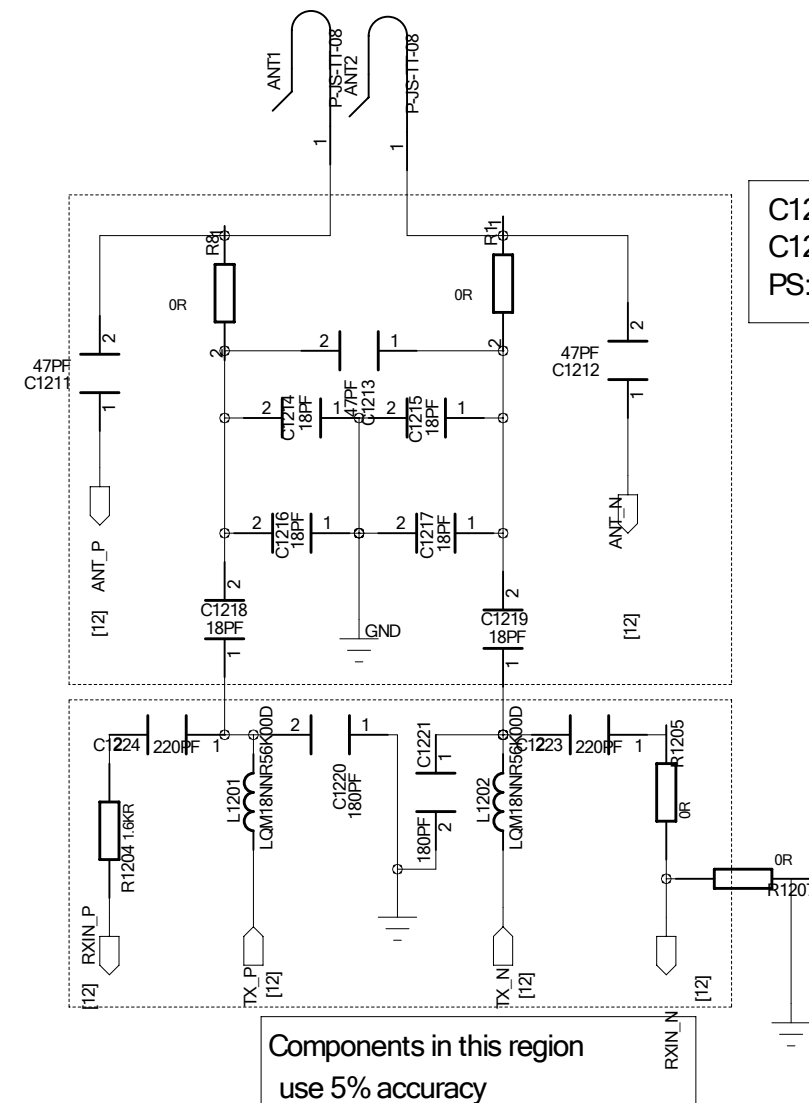 ANT1
P-JS-TT-08
ANT2
P-JS-TT-08
1
1
C12
C12
PS:
R8
1
0R
2
R1
1
0R
2
2
47PF
C1211
1
2
1
47PF
C1213
2
47PF
C1212
1
2
C1214
18PF
1
2
C1215
18PF
1
2
C1216
18PF
1
2
C1217
18PF
1
ANT_P
[12]
ANT_N
[12]
2
C1218
18PF
1
GND
2
C1219
18PF
1
C1224
2
220PF
1
2
C1220
180PF
1
C1221
1
180PF
2
C1223
2
220PF
1
R1205
0R
L1201
LQM18NNR56K00D
L1202
LQM18NNR56K00D
R1204
1.6KR
0R
R1207
RXIN_P
[12]
TX_P
[12]
TX_N
[12]
RXIN_N
[12]
Components in this region
use 5% accuracy